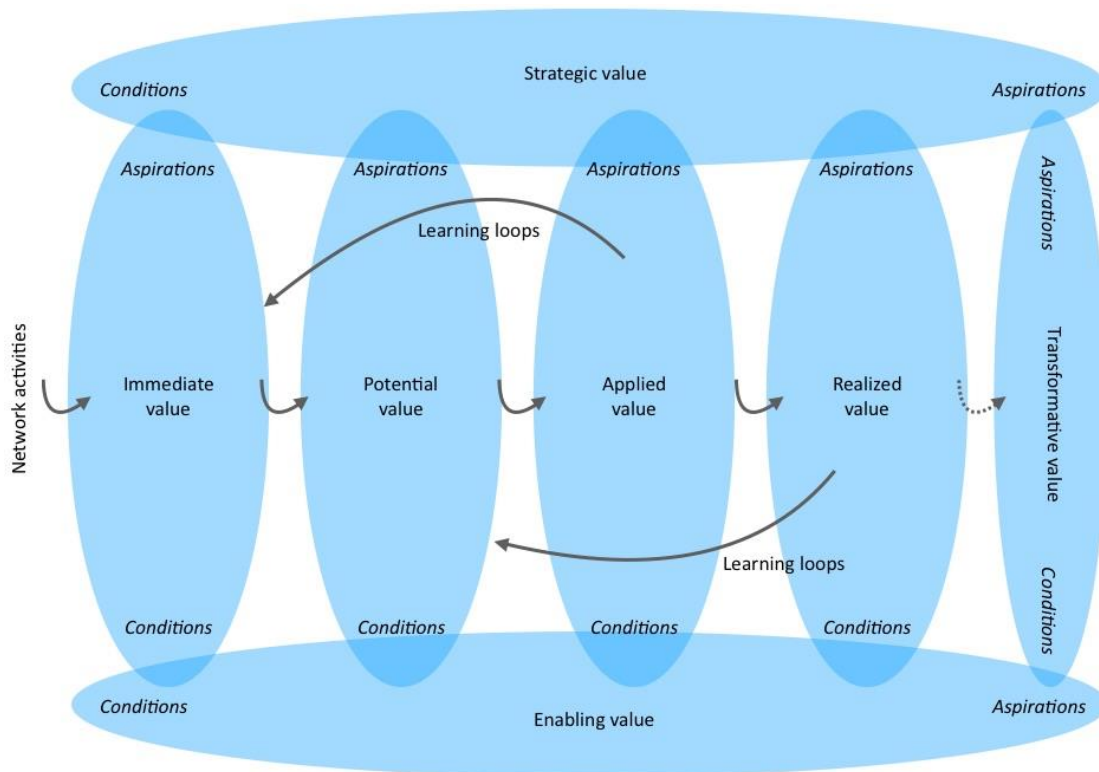 Strategic value
Conditions
Aspirations
Aspirations
Aspirations
Aspirations
Aspirations
Aspirations
Learning loops
Network activities
Immediate
value
Potential
value
Applied
value
Realized
value
Transformative value
Learning loops
Conditions
Conditions
Conditions
Conditions
Conditions
Conditions
Enabling value
Aspirations